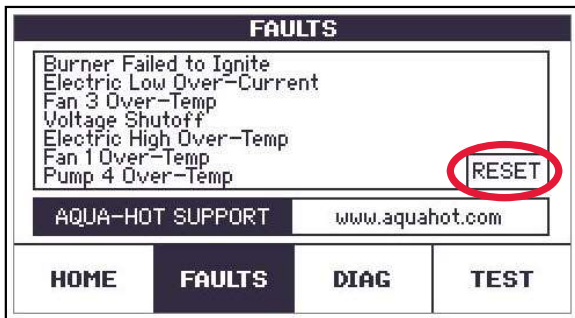 FAULTS
Burner Failed to Ignite
Electric Low Over-Current
Fan 3 Over-Temp
Voltage Shutoff
Electric High Over-Temp
Fan 1 Over-Temp
Pump 4 Over-Temp
RESET
AQUA-HOT SUPPORT www.aquahot.com
HOME FAULTS DIAG TEST